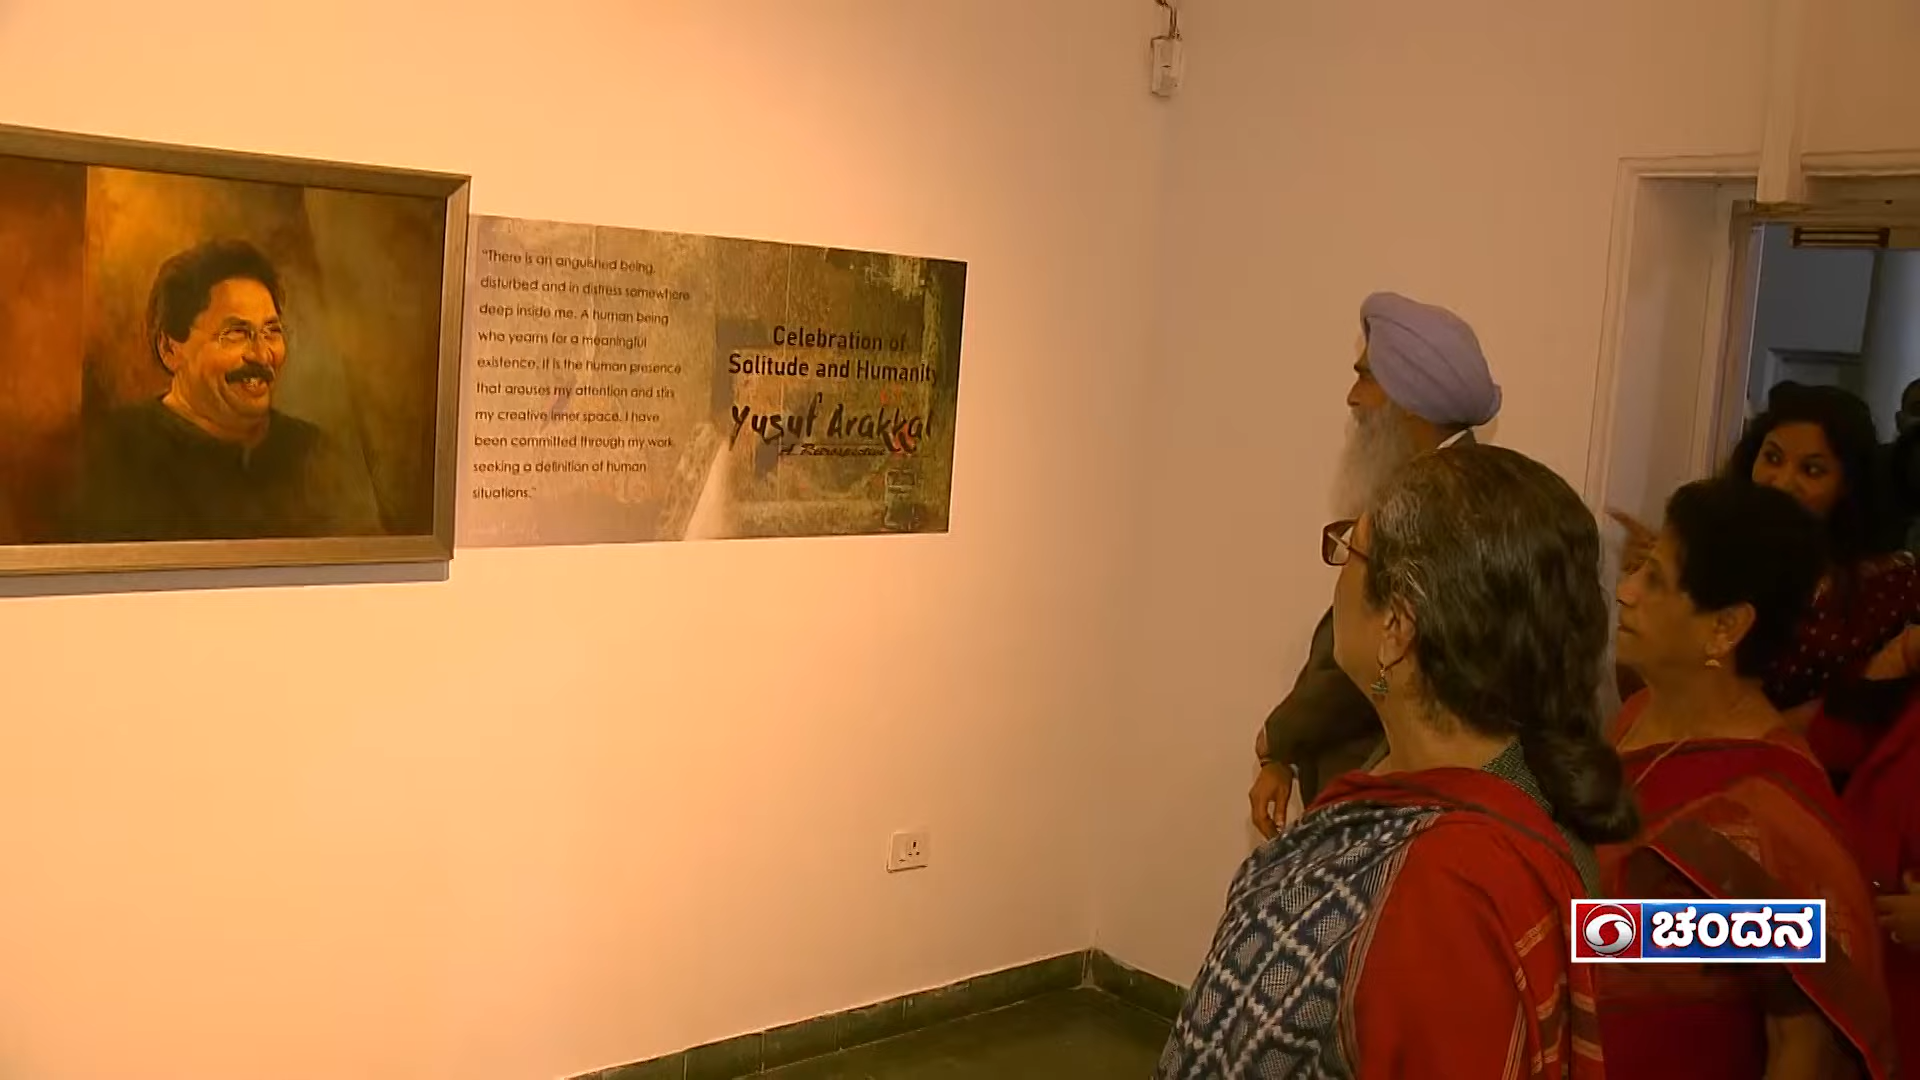 "There is an anguished being,
disturbed and in distress somewhere
deep inside me. A human being
who yearns for a meaningful
existence. It is the human presence
that arouses my attention and stirs
my creative inner space. I have
been committed through my work
seeking a definition of human
situations."
Celebration of
Solitude and Humanity
Yusuf Arakkal
A Retrospective
ಚಂದನ